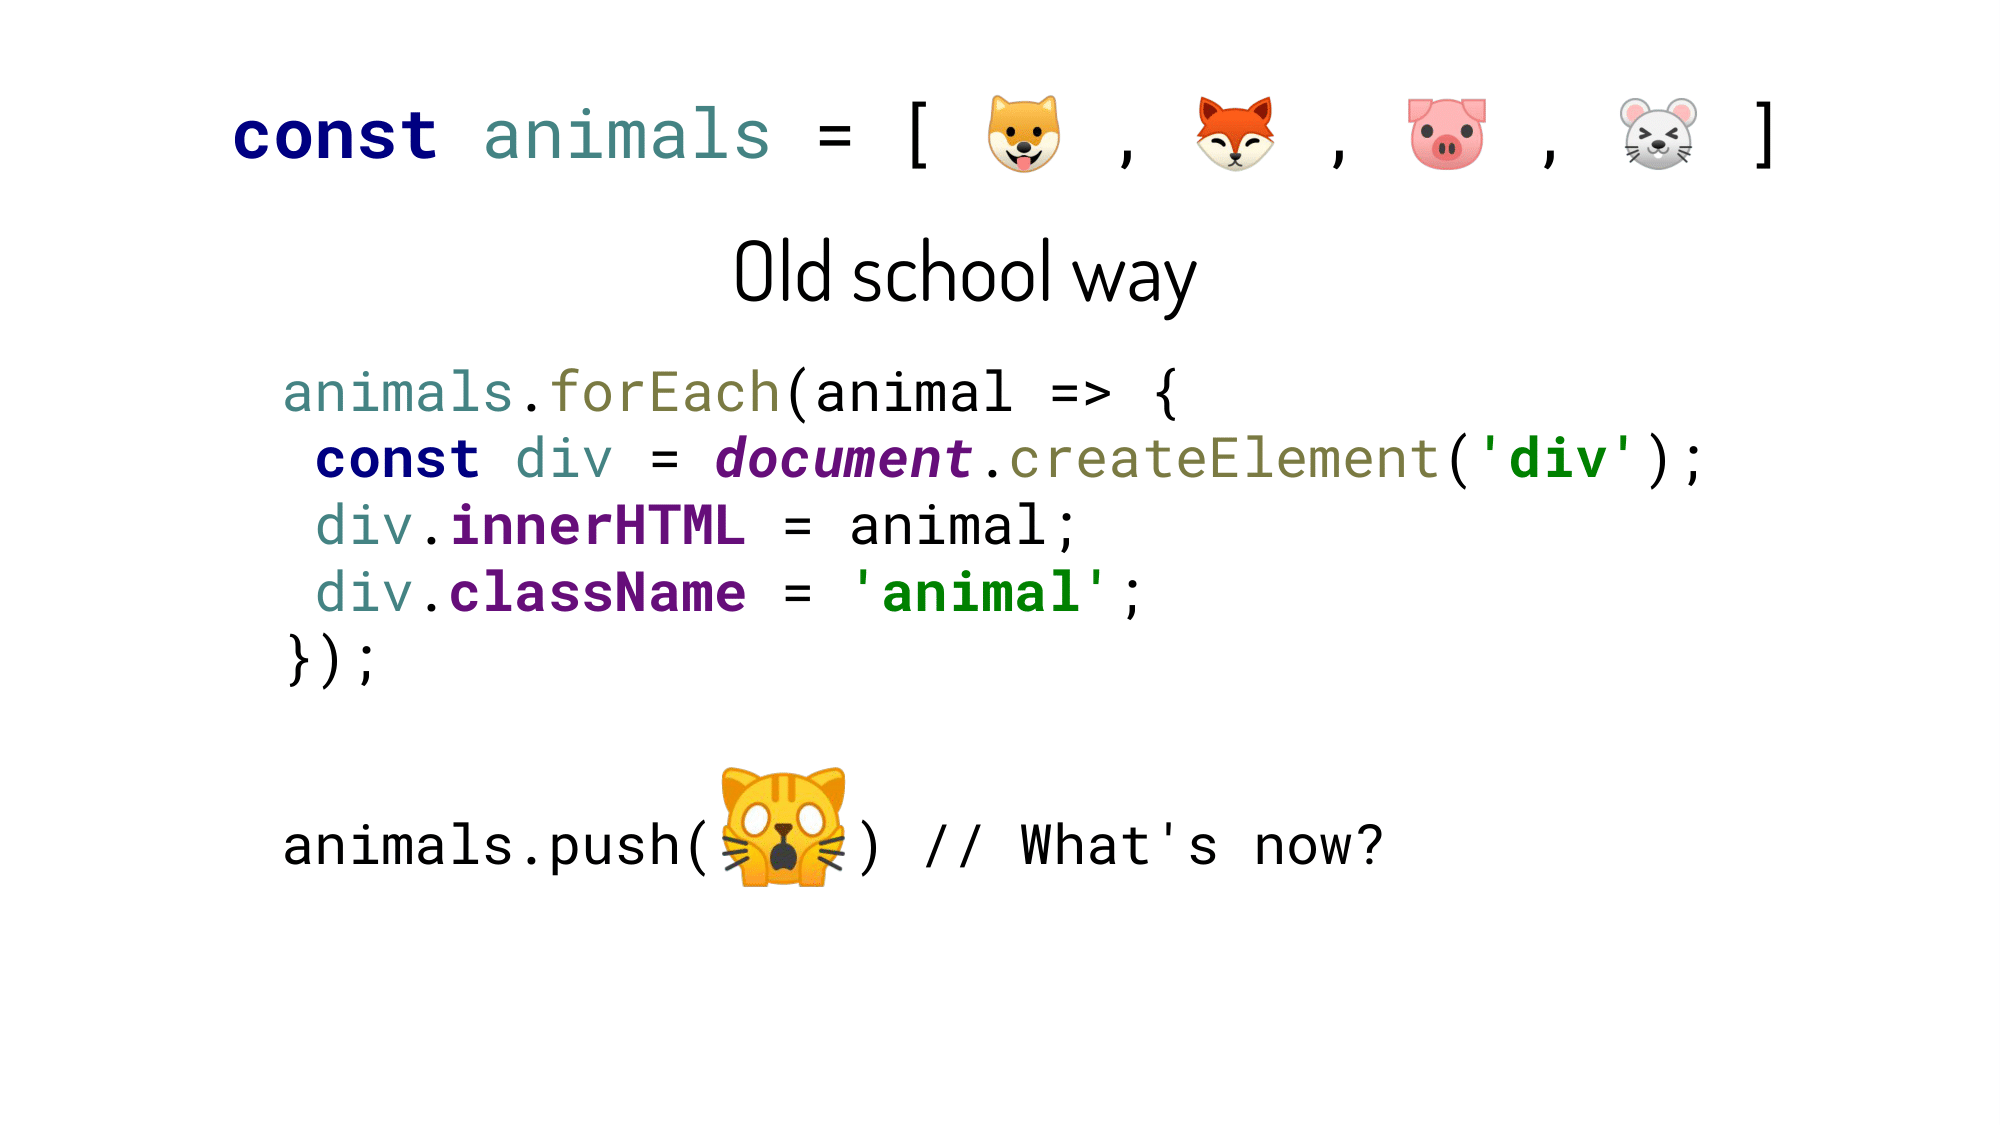 const animals = [ 🐶 , 🦊 , 🐷 , 🐭 ]
Old school way
animals.forEach(animal => {
 const div = document.createElement('div');
 div.innerHTML = animal;
 div.className = 'animal';
});
animals.push(🙀) // What's now?